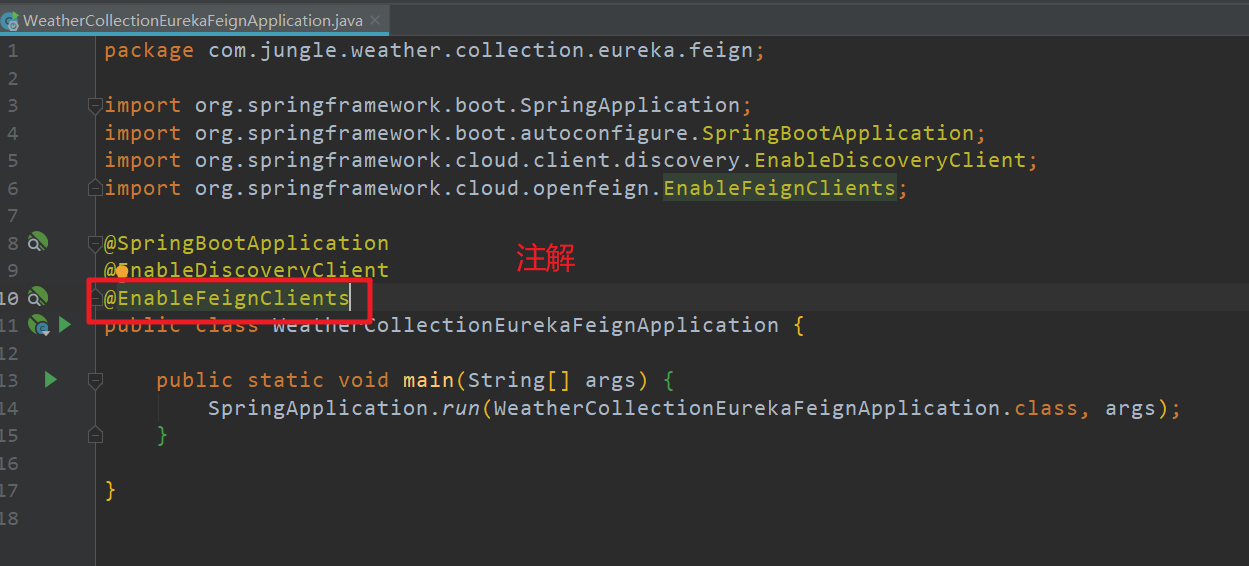 WeatherCollectionEurekaFeignApplication.java
1 package com.jungle.weather.collection.eureka.feign;
2
3 import org.springframework.boot.SpringApplication;
4 import org.springframework.boot.autoconfigure.SpringBootApplication;
5 import org.springframework.cloud.client.discovery.EnableDiscoveryClient;
6 import org.springframework.cloud.openfeign.EnableFeignClients;
7
8 @SpringBootApplication
注解
9 @EnableDiscoveryClient
10 @EnableFeignClients
11 public class WeatherCollectionEurekaFeignApplication {
12
13 public static void main(String[] args) {
14 SpringApplication.run(WeatherCollectionEurekaFeignApplication.class, args);
15 }
16
17 }
18